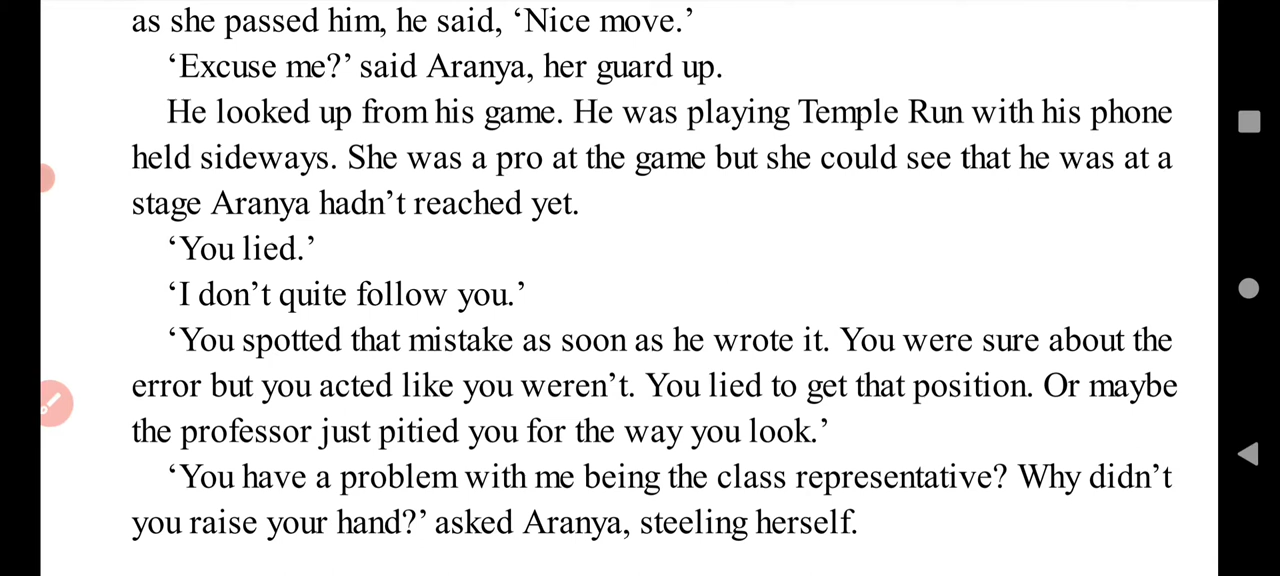 as she passed him, he said, ‘Nice move.’
‘Excuse me?’ said Aranya, her guard up.
He looked up from his game. He was playing Temple Run with his phone
held sideways. She was a pro at the game but she could see that he was at a
stage Aranya hadn’t reached yet.
‘You lied.’
‘I don’t quite follow you.’
‘You spotted that mistake as soon as he wrote it. You were sure about the
error but you acted like you weren’t. You lied to get that position. Or maybe
the professor just pitied you for the way you look.’
‘You have a problem with me being the class representative? Why didn’t
you raise your hand?’ asked Aranya, steeling herself.